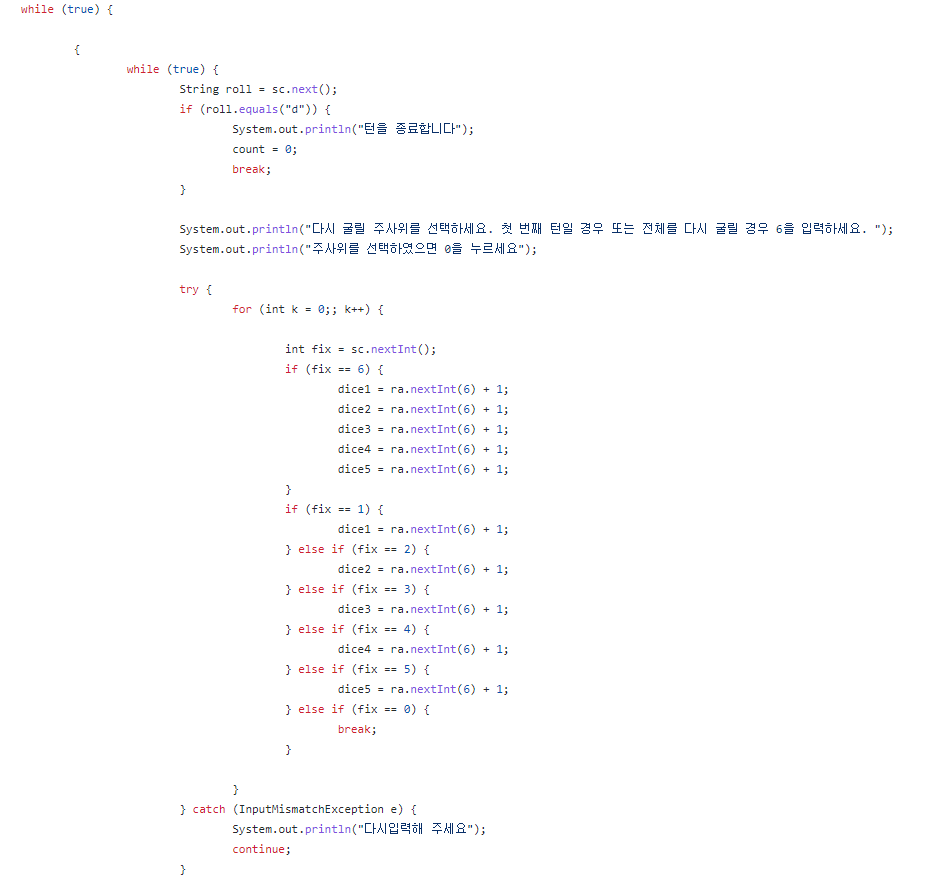 while (true) {
{
while (true) {
String roll = sc.next();
if (roll.equals("d")) {
System.out.println("턴을 종료합니다");
count = 0;
break;
}
System.out.println("다시 굴릴 주사위를 선택하세요. 첫 번째 턴일 경우 또는 전체를 다시 굴릴 경우 6을 입력하세요. ");
System.out.println("주사위를 선택하였으면 0을 누르세요");
try {
for (int k = 0;; k++) {
int fix = sc.nextInt();
if (fix == 6) {
dice1 = ra.nextInt(6) + 1;
dice2 = ra.nextInt(6) + 1;
dice3 = ra.nextInt(6) + 1;
dice4 = ra.nextInt(6) + 1;
dice5 = ra.nextInt(6) + 1;
}
if (fix == 1) {
dice1 = ra.nextInt(6) + 1;
} else if (fix == 2) {
dice2 = ra.nextInt(6) + 1;
} else if (fix == 3) {
dice3 = ra.nextInt(6) + 1;
} else if (fix == 4) {
dice4 = ra.nextInt(6) + 1;
} else if (fix == 5) {
dice5 = ra.nextInt(6) + 1;
} else if (fix == 0) {
break;
}
}
} catch (InputMismatchException e) {
System.out.println("다시입력해 주세요");
continue;
}